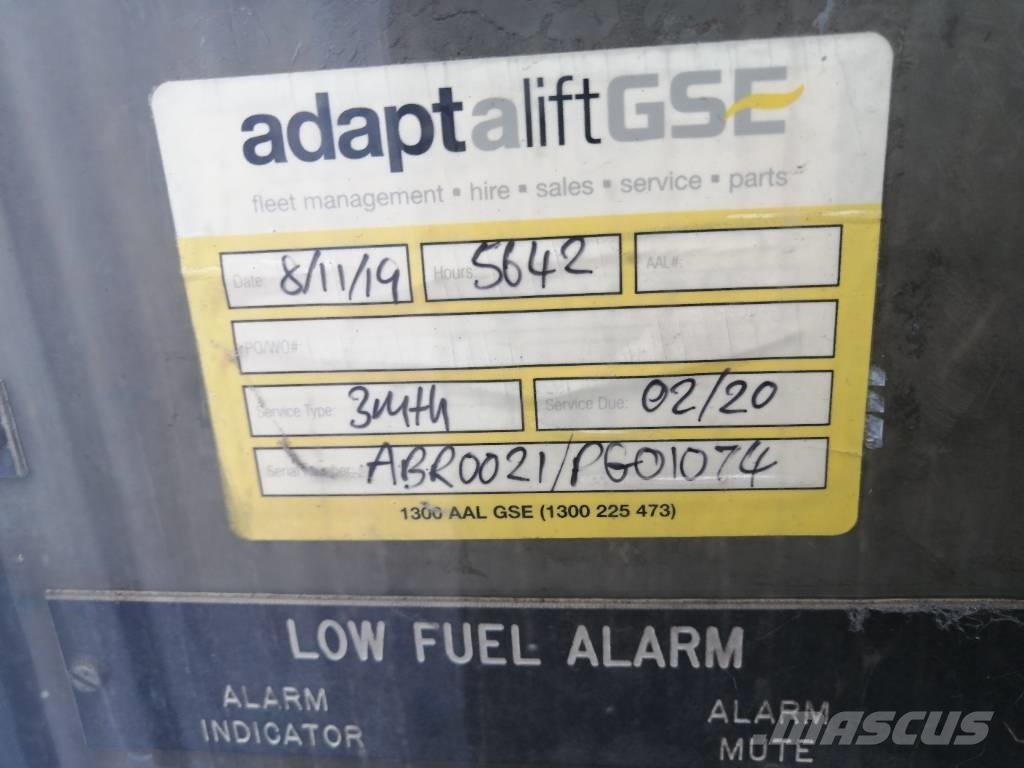 adaptaliftGSE
fleet management • hire • sales • service • parts
Date: 8/11/19 Hours: 5642 AAL#:
PO/WO#:
Service Type: 3mth Service Due: 02/20
Serial Number: ABR0021/PG01074
1300 AAL GSE (1300 225 473)
LOW FUEL ALARM
ALARM INDICATOR
ALARM MUTE
MASCUS